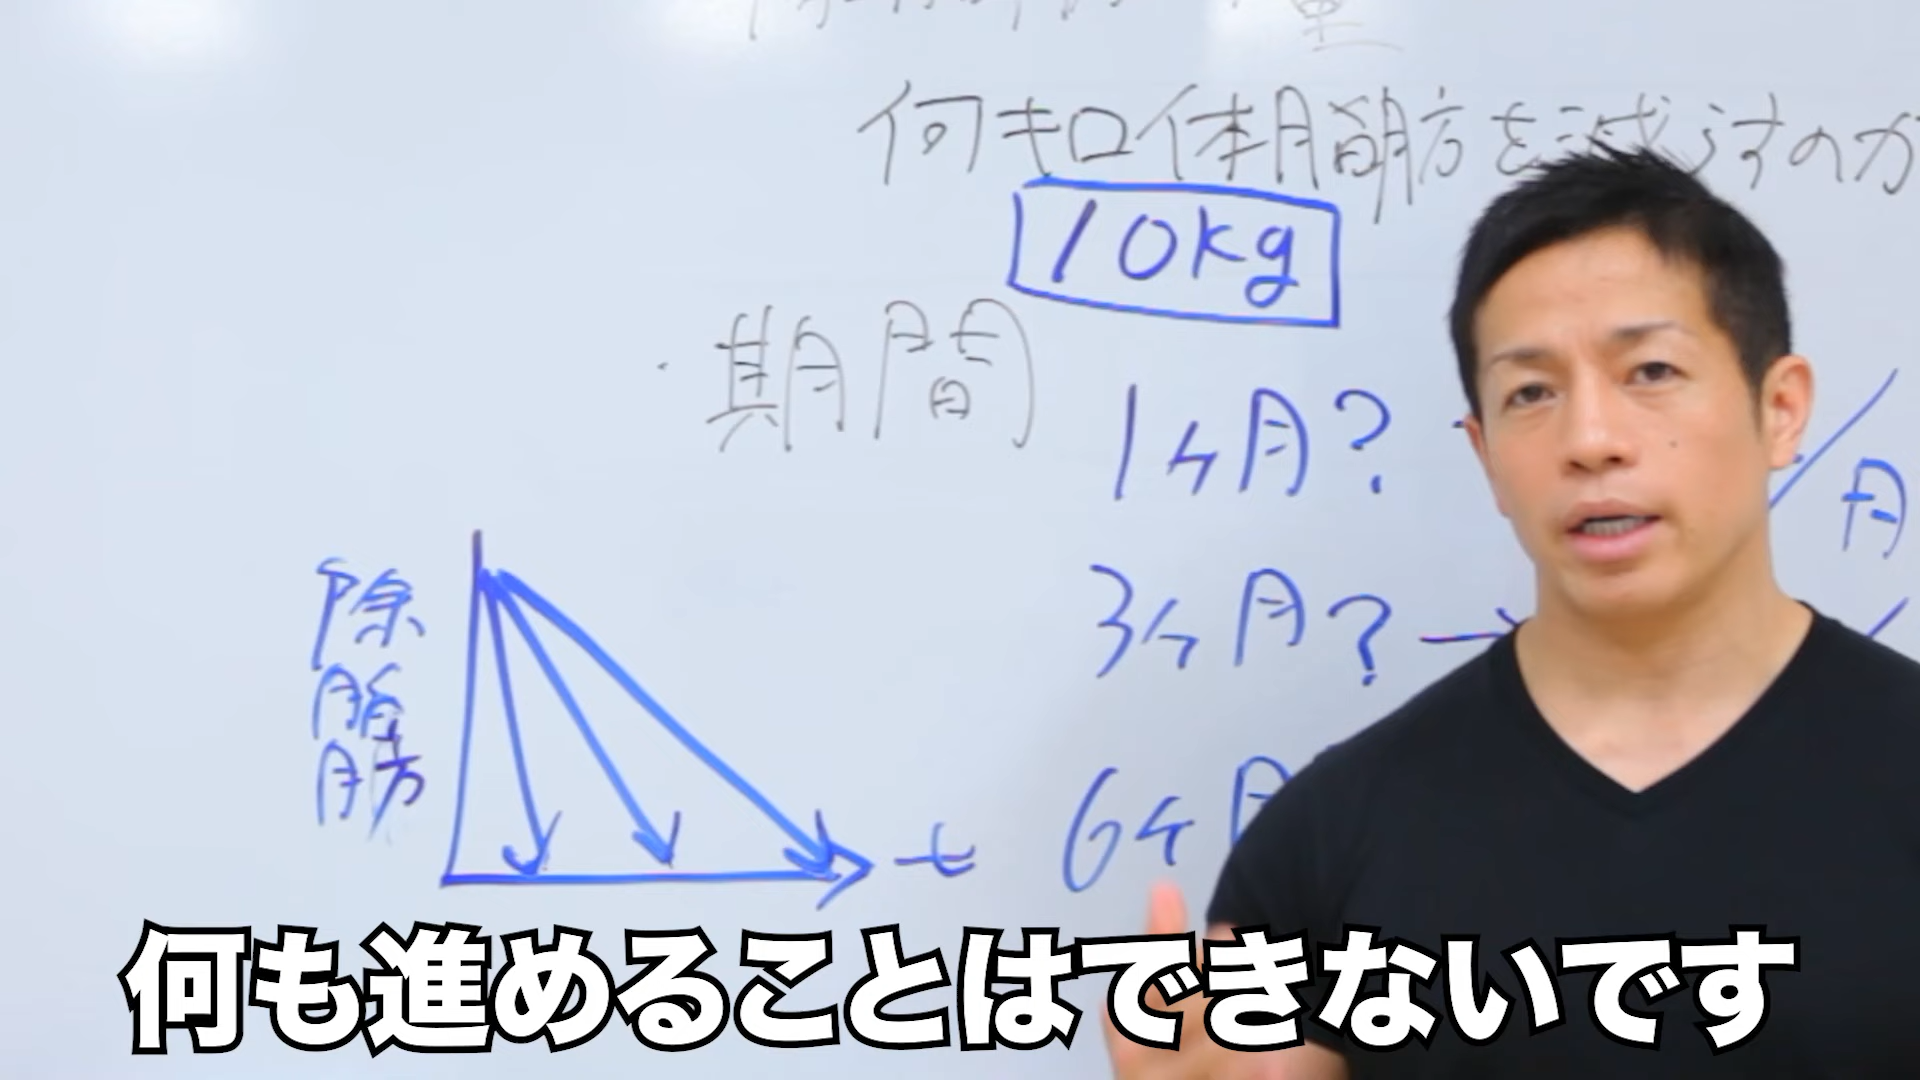 何キロ体脂肪を減らすのか
10kg
・期間
1ヶ月?
/月
3ヶ月? →
除脂肪
t
6ヶ月
何も進めることはできないです